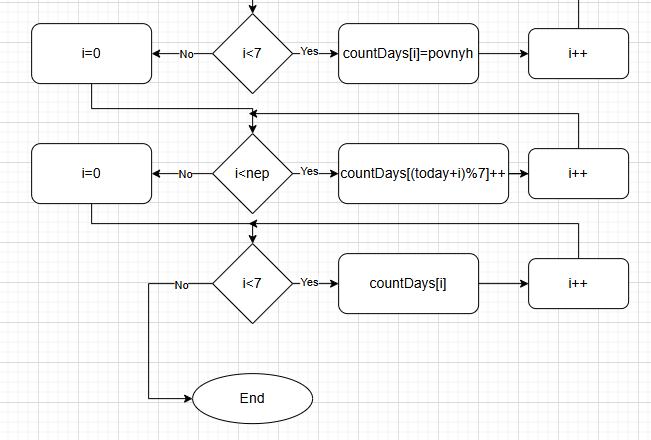 i=0
No
i<7
Yes
countDays[i]=povnyh
i++
i=0
No
i<nep
Yes
countDays[(today+i)%7]++
i++
No
i<7
Yes
countDays[i]
i++
End